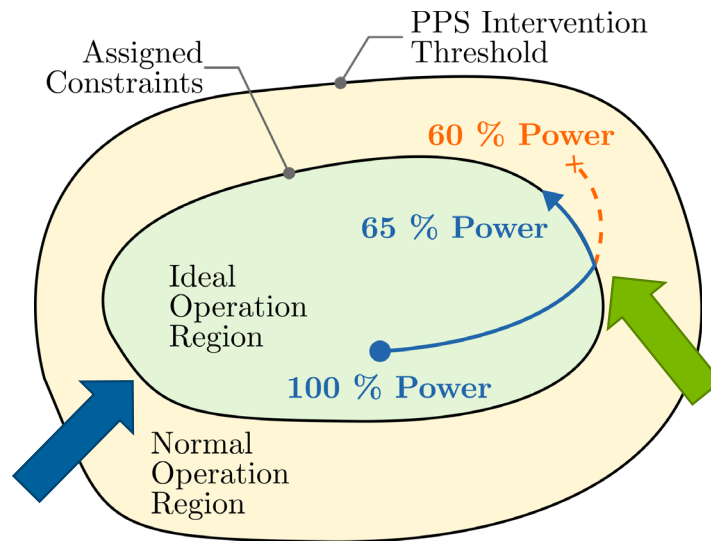 PPS Intervention
Threshold
Assigned
Constraints
60 % Power
65 % Power
Ideal
Operation
Region
100 % Power
Normal
Operation
Region